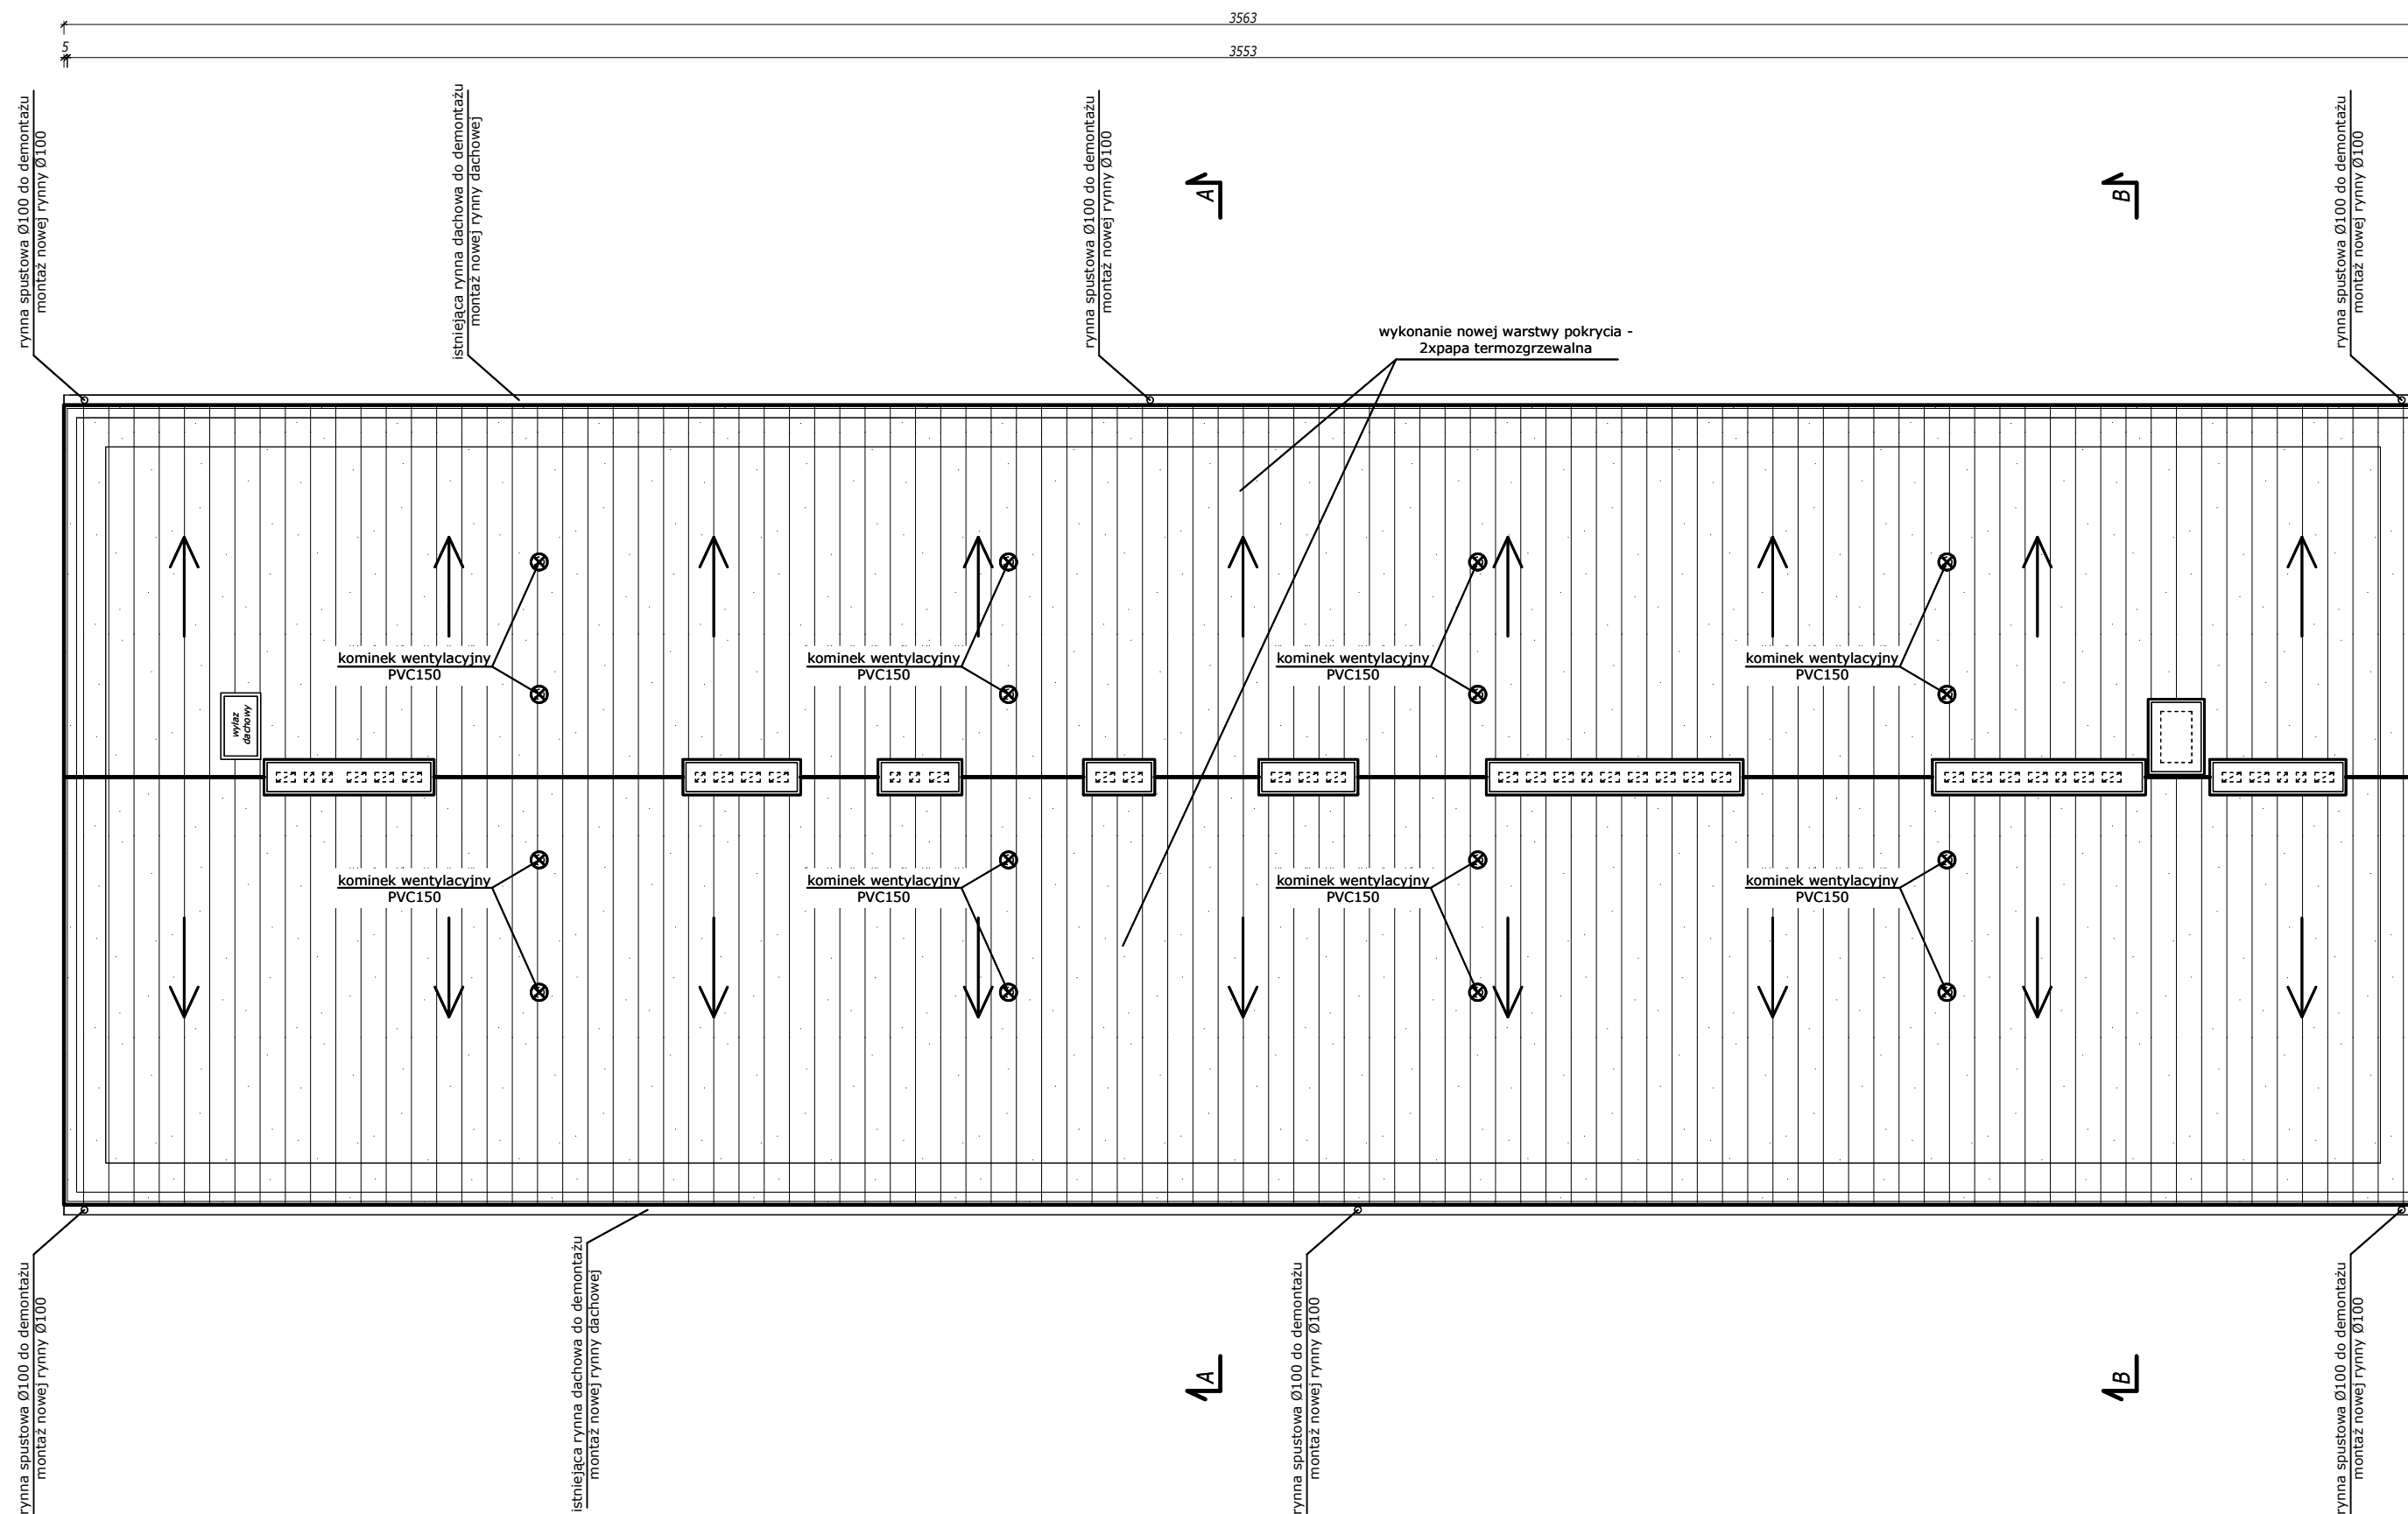 3563
5
3553
rynna spustowa Ø100 do demontażu
montaż nowej rynny Ø100
istniejąca rynna dachowa do demontażu
montaż nowej rynny dachowej
rynna spustowa Ø100 do demontażu
montaż nowej rynny Ø100
A
B
rynna spustowa Ø100 do demontażu
montaż nowej rynny Ø100
wykonanie nowej warstwy pokrycia -
2xpapa termozgrzewalna
kominek wentylacyjny
PVC150
kominek wentylacyjny
PVC150
kominek wentylacyjny
PVC150
kominek wentylacyjny
PVC150
wyłaz
dachowy
kominek wentylacyjny
PVC150
kominek wentylacyjny
PVC150
kominek wentylacyjny
PVC150
kominek wentylacyjny
PVC150
rynna spustowa Ø100 do demontażu
montaż nowej rynny Ø100
istniejąca rynna dachowa do demontażu
montaż nowej rynny dachowej
A
rynna spustowa Ø100 do demontażu
montaż nowej rynny Ø100
B
rynna spustowa Ø100 do demontażu
montaż nowej rynny Ø100